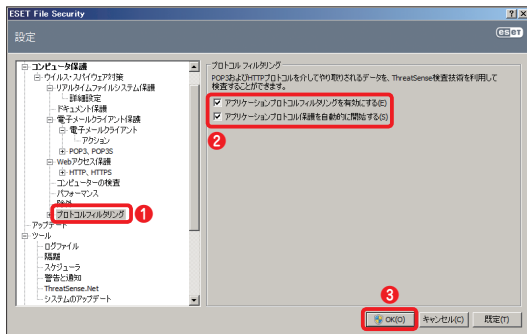 ESET File Security
設定
eset
コンピュータ保護
ウイルス・スパイウェア対策
リアルタイムファイルシステム保護
詳細設定
ドキュメント保護
電子メールクライアント保護
電子メールクライアント
アクション
POP3、POP3S
Webアクセス保護
HTTP、HTTPS
コンピューターの検査
パフォーマンス
プロトコルフィルタリング
1
アップデート
ツール
ログファイル
隔離
スケジューラ
警告と通知
ThreatSense.Net
システムのアップデート
プロトコル フィルタリング
POP3およびHTTPプロトコルを介してやり取りされるデータを、ThreatSense検査技術を利用して
検査することができます。
アプリケーションプロトコルフィルタリングを有効にする(E)
アプリケーションプロトコル保護を自動的に開始する(S)
2
3
OK(O)
キャンセル(C)
既定(T)